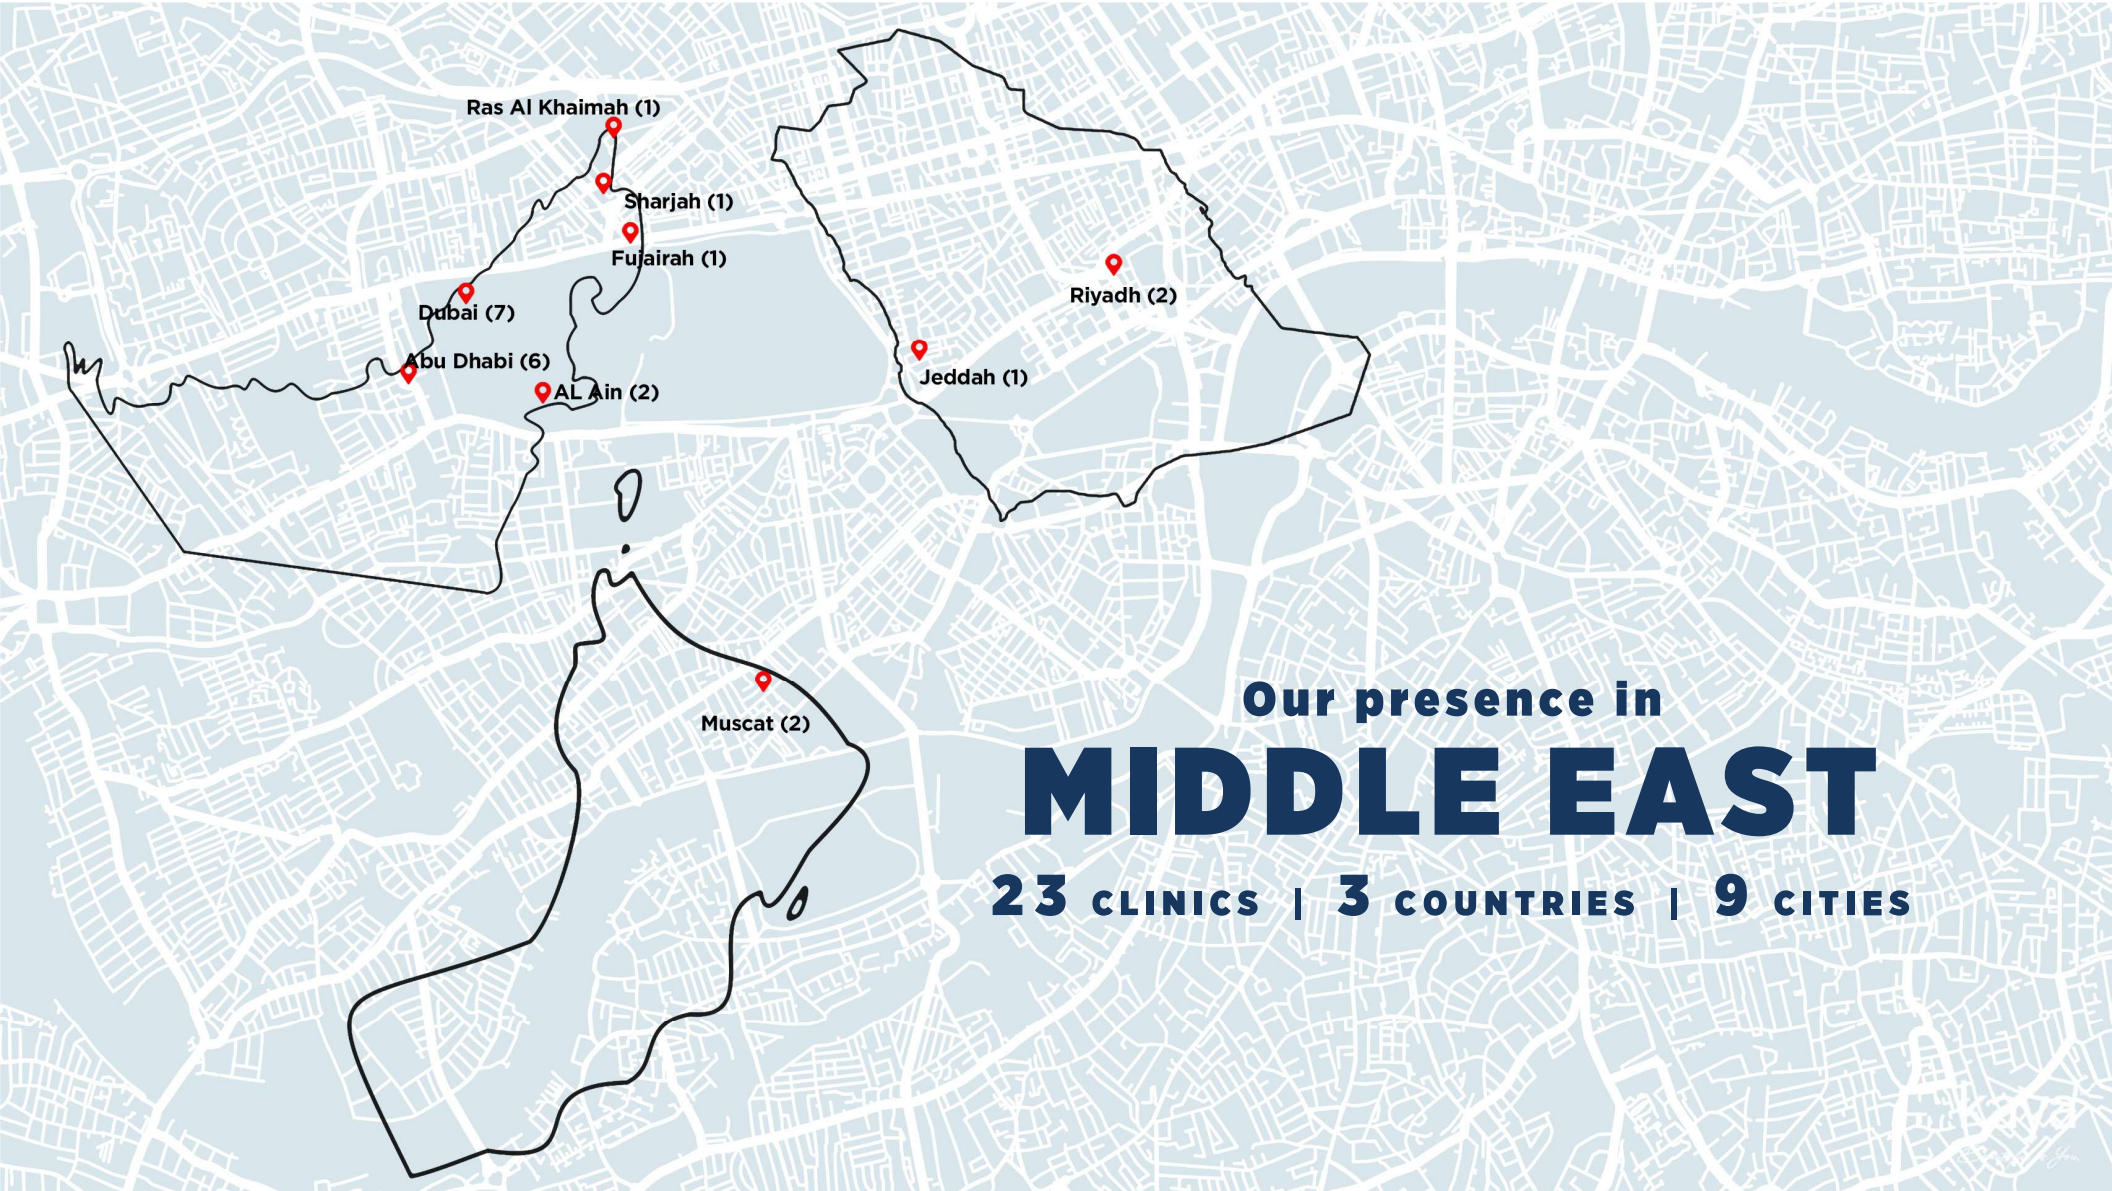 Ras Al Khaimah (1)
Sharjah (1)
Fujairah (1)
Dubai (7)
Abu Dhabi (6)
AL Ain (2)
Riyadh (2)
Jeddah (1)
Muscat (2)
Our presence in
MIDDLE EAST
23 CLINICS | 3 COUNTRIES | 9 CITIES
kaya